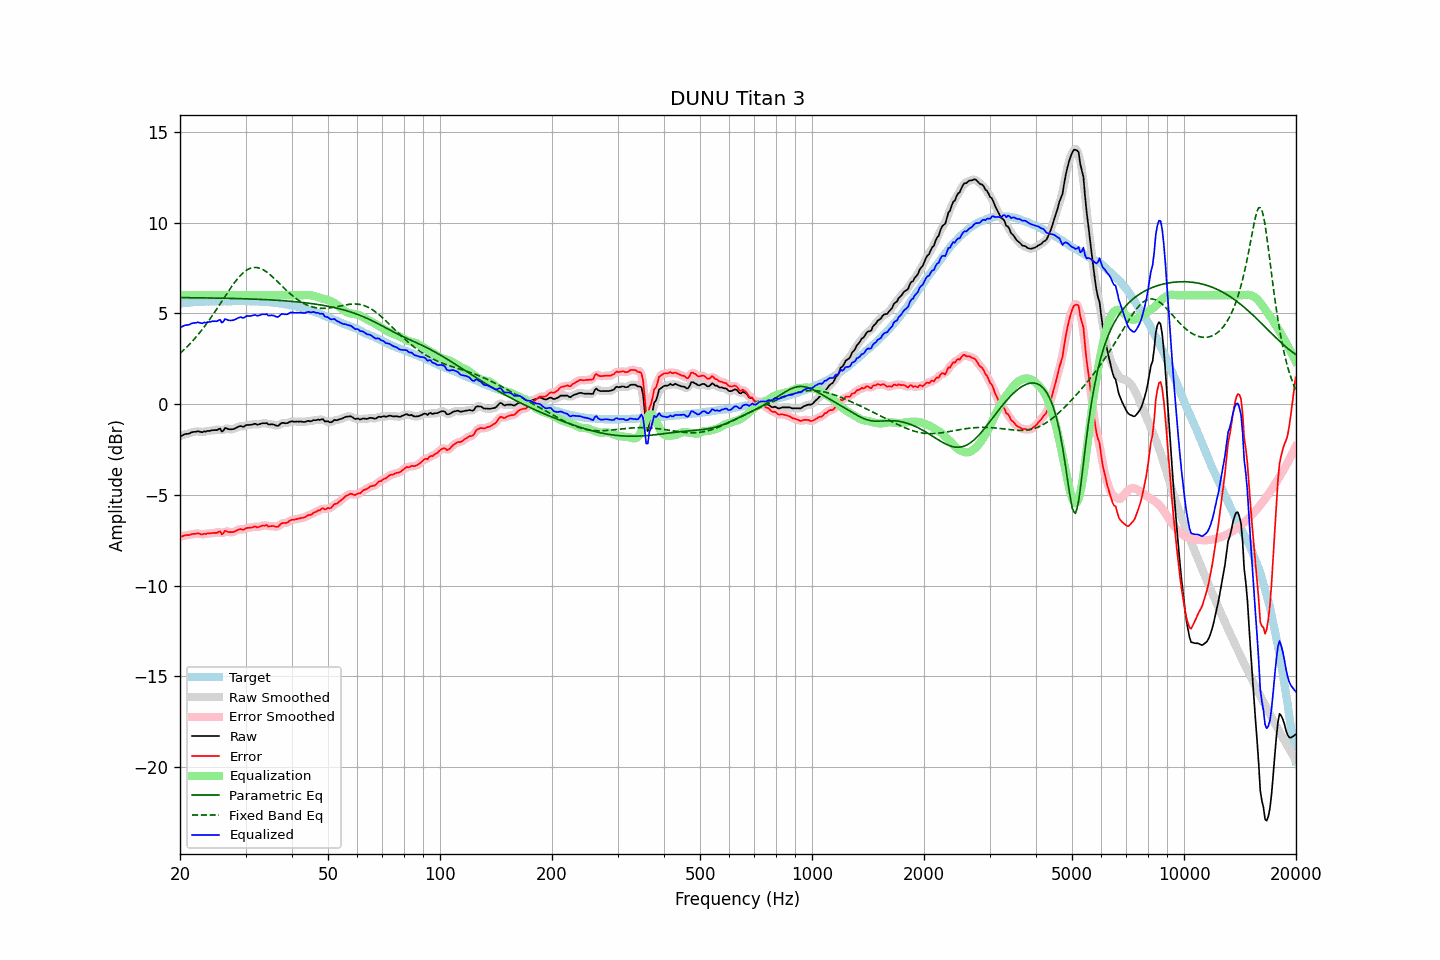 DUNU Titan 3
15
10
5
0
−5
−10
−15
−20
Amplitude (dBr)
Target
Raw Smoothed
Error Smoothed
Raw
Error
Equalization
Parametric Eq
Fixed Band Eq
Equalized
20 50 100 200 500 1000 2000 5000 10000 20000
Frequency (Hz)